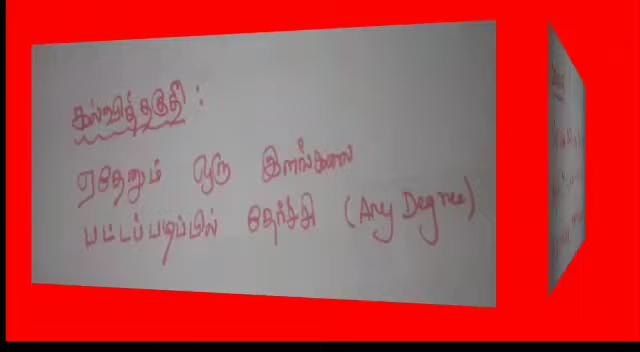 கல்வித்தகுதி :
ஏதேனும் ஒரு இளங்கலை
பட்டப்படிப்பில் தேர்ச்சி (Any Degree)